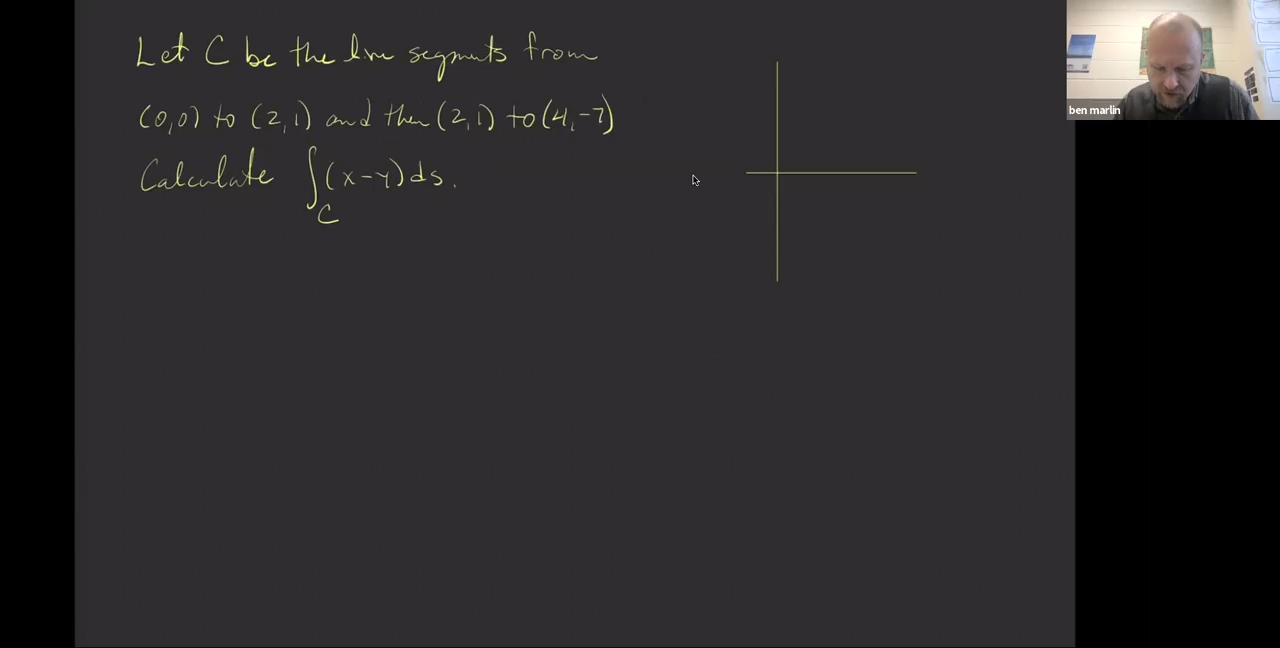 Let C be the line segments from
(0,0) to (2,1) and then (2,1) to (4,-7)
Calculate ∫_C (x-y) ds.
ben marlin